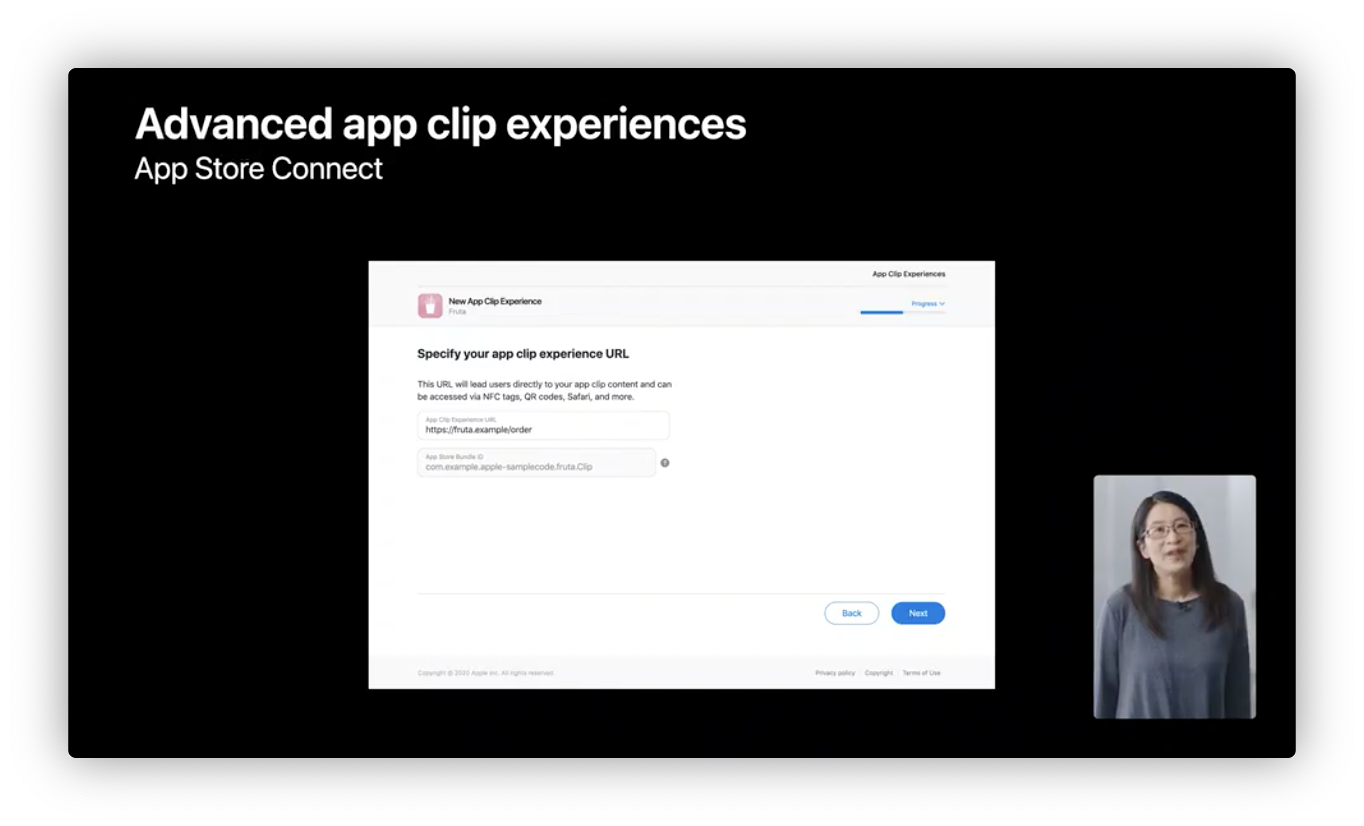 Advanced app clip experiences
App Store Connect
App Clip Experiences
New App Clip Experience
Fruta
Progress
Specify your app clip experience URL
This URL will lead users directly to your app clip content and can
be accessed via NFC tags, QR codes, Safari, and more.
App Clip Experience URL
https://fruta.example/order
App Store Bundle ID
com.example.apple-samplecode.fruta.Clip
?
Back
Next
Copyright © 2020 Apple Inc. All rights reserved.
Privacy policy
Copyright
Terms of Use